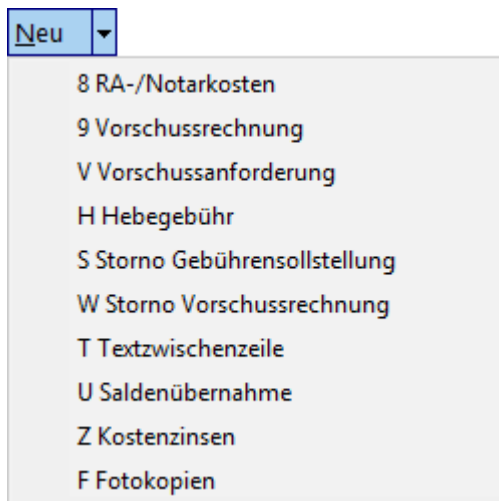 Neu
8 RA-/Notarkosten
9 Vorschussrechnung
V Vorschussanforderung
H Hebegebühr
S Storno Gebührensollstellung
W Storno Vorschussrechnung
T Textzwischenzeile
U Saldenübernahme
Z Kostenzinsen
F Fotokopien